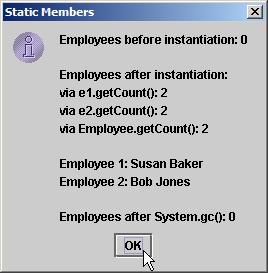 Static Members
Employees before instantiation: 0
Employees after instantiation:
via e1.getCount(): 2
via e2.getCount(): 2
via Employee.getCount(): 2
Employee 1: Susan Baker
Employee 2: Bob Jones
Employees after System.gc(): 0
OK